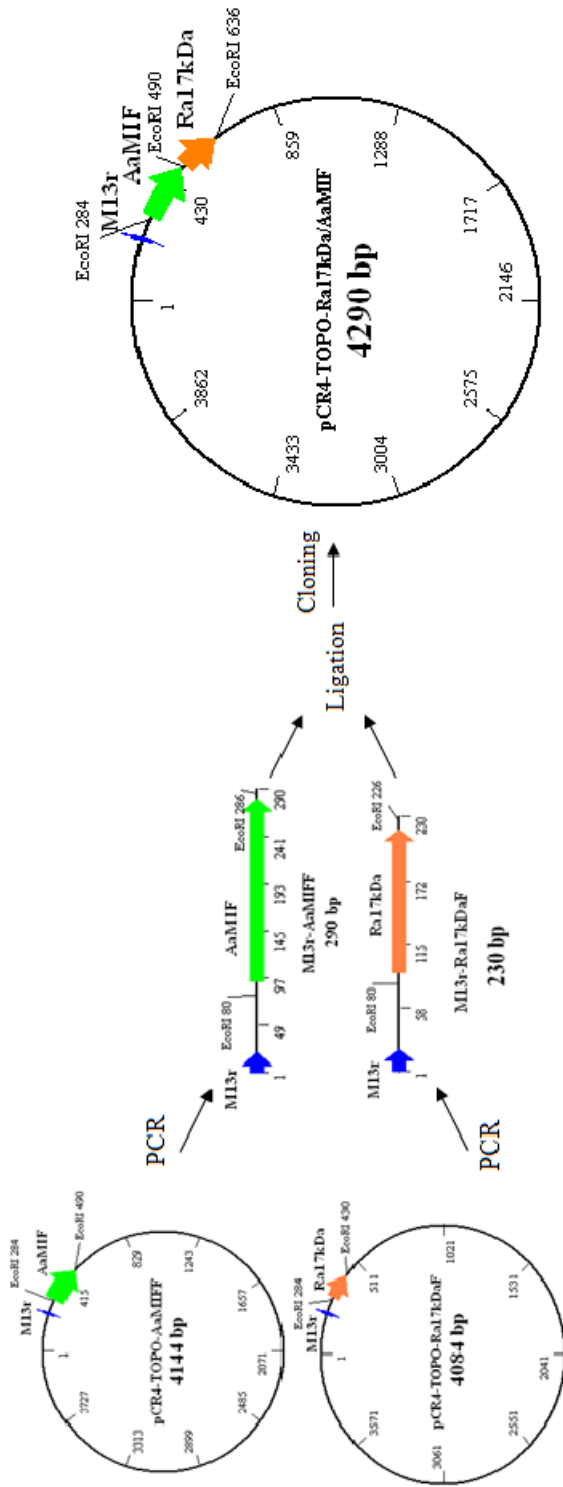 EcoRI 284
M13r
AaMIF
EcoRI 490
1
415
829
1243
1657
2071
2485
2899
3313
3727
pCR4-TOPO-AaMIFF
4144 bp
EcoRI 284
M13r
Ra17kDa
EcoRI 430
1
511
1021
1531
2041
2551
3061
3571
pCR4-TOPO-Ra17kDaF
4084 bp
PCR
PCR
M13r
EcoRI 80
AaMIF
EcoRI 286
1
49
97
145
193
241
290
M13r-AaMIFF
290 bp
M13r
EcoRI 80
Ra17kDa
EcoRI 226
1
58
115
172
230
M13r-Ra17kDaF
230 bp
Ligation
Cloning
EcoRI 284
M13r
AaMIF
EcoRI 490
Ra17kDa
EcoRI 636
1
430
859
1288
1717
2146
2575
3004
3433
3862
pCR4-TOPO-Ra17kDa/AaMIF
4290 bp